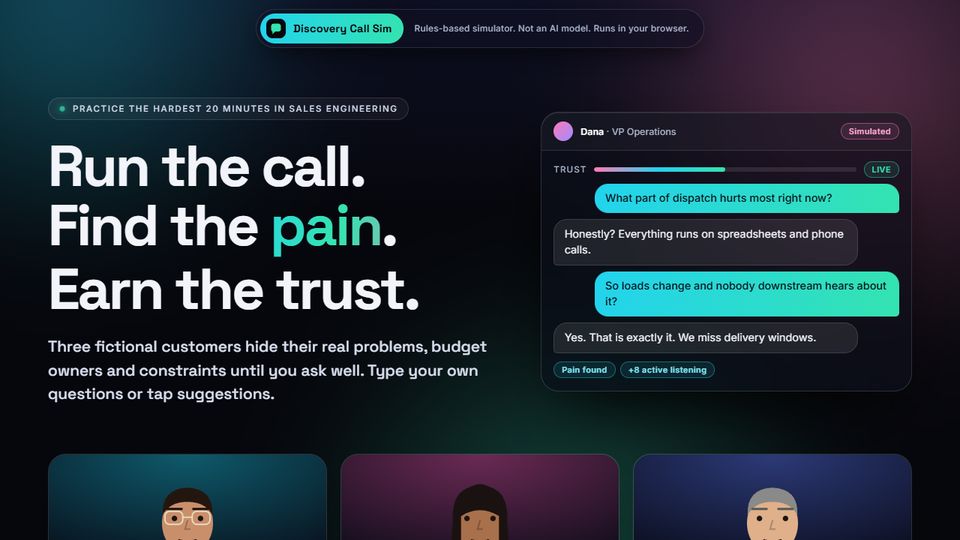 Discovery Call Sim
Rules-based simulator. Not an AI model. Runs in your browser.
PRACTICE THE HARDEST 20 MINUTES IN SALES ENGINEERING
Run the call.
Find the pain.
Earn the trust.
Three fictional customers hide their real problems, budget
owners and constraints until you ask well. Type your own
questions or tap suggestions.
Dana · VP Operations
Simulated
TRUST
LIVE
What part of dispatch hurts most right now?
Honestly? Everything runs on spreadsheets and phone
calls.
So loads change and nobody downstream hears about
it?
Yes. That is exactly it. We miss delivery windows.
Pain found
+8 active listening